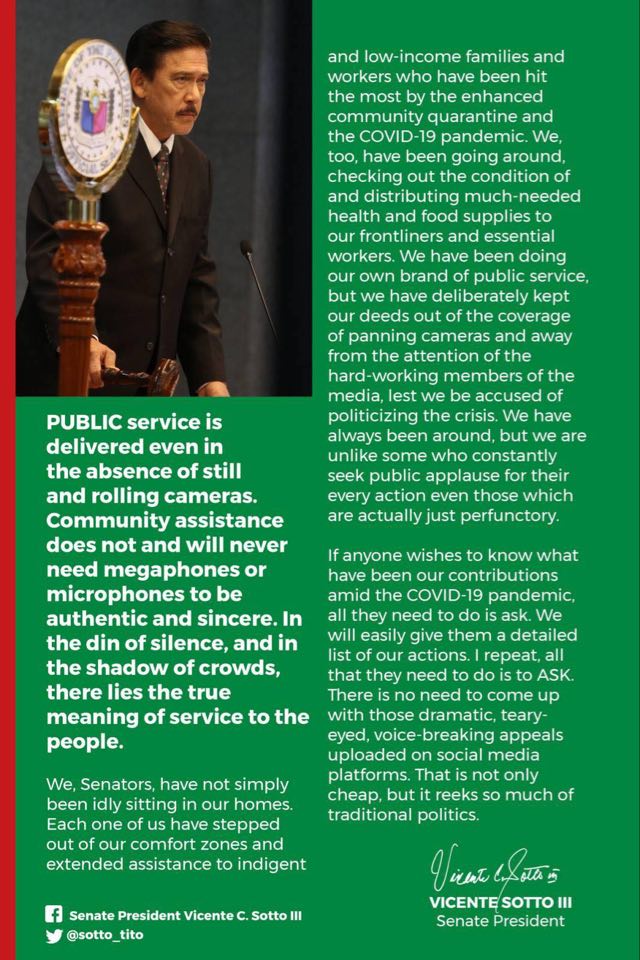 PUBLIC service is
delivered even in
the absence of still
and rolling cameras.
Community assistance
does not and will never
need megaphones or
microphones to be
authentic and sincere. In
the din of silence, and in
the shadow of crowds,
there lies the true
meaning of service to the
people.
We, Senators, have not simply
been idly sitting in our homes.
Each one of us have stepped
out of our comfort zones and
extended assistance to indigent
and low-income families and
workers who have been hit
the most by the enhanced
community quarantine and
the COVID-19 pandemic. We,
too, have been going around,
checking out the condition of
and distributing much-needed
health and food supplies to
our frontliners and essential
workers. We have been doing
our own brand of public service,
but we have deliberately kept
our deeds out of the coverage
of panning cameras and away
from the attention of the
hard-working members of the
media, lest we be accused of
politicizing the crisis. We have
always been around, but we are
unlike some who constantly
seek public applause for their
every action even those which
are actually just perfunctory.
If anyone wishes to know what
have been our contributions
amid the COVID-19 pandemic,
all they need to do is ask. We
will easily give them a detailed
list of our actions. I repeat, all
that they need to do is to ASK.
There is no need to come up
with those dramatic, teary-
eyed, voice-breaking appeals
uploaded on social media
platforms. That is not only
cheap, but it reeks so much of
traditional politics.
Vicente C. Sotto III
VICENTE SOTTO III
Senate President
Senate President Vicente C. Sotto III
@sotto_tito